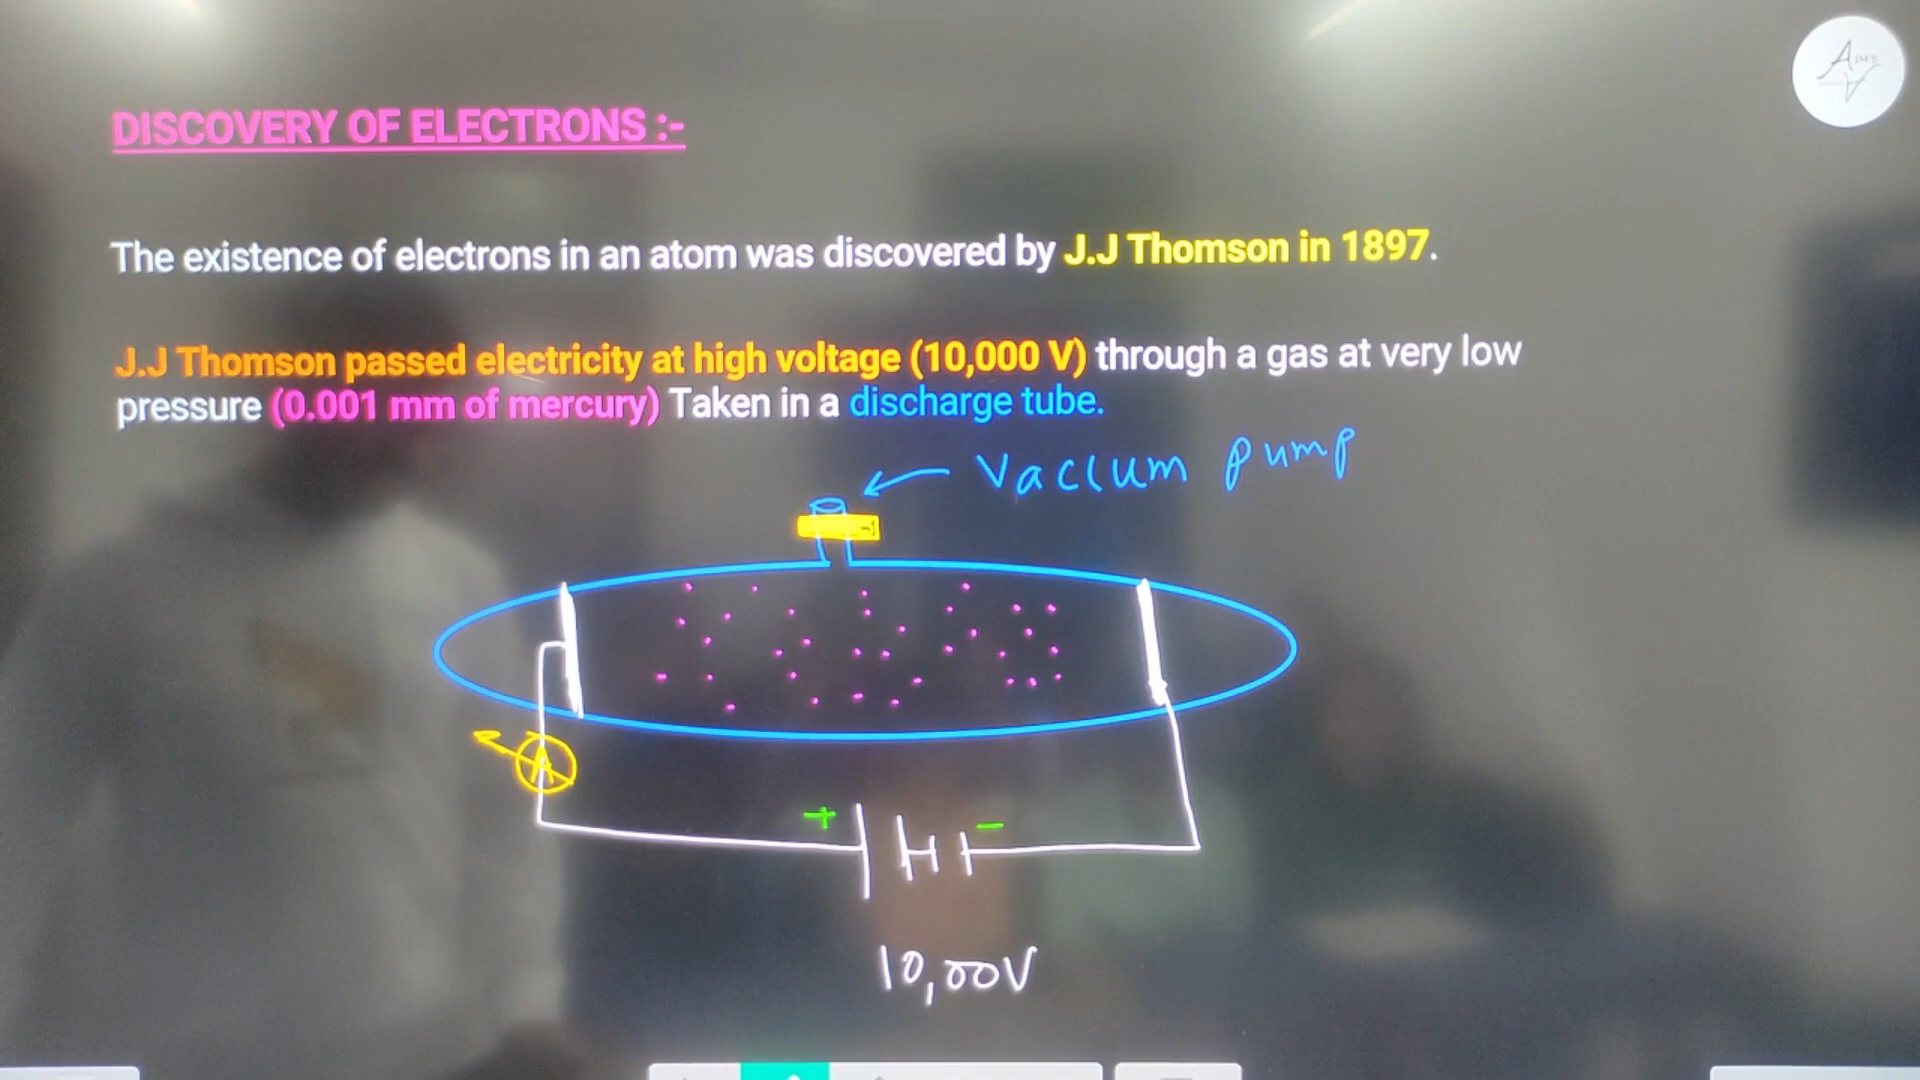 AIM'S
DISCOVERY OF ELECTRONS :-
The existence of electrons in an atom was discovered by J.J Thomson in 1897.
J.J Thomson passed electricity at high voltage (10,000 V) through a gas at very low
pressure (0.001 mm of mercury) Taken in a discharge tube.
Vaccum pump
A
+ -
10,00V